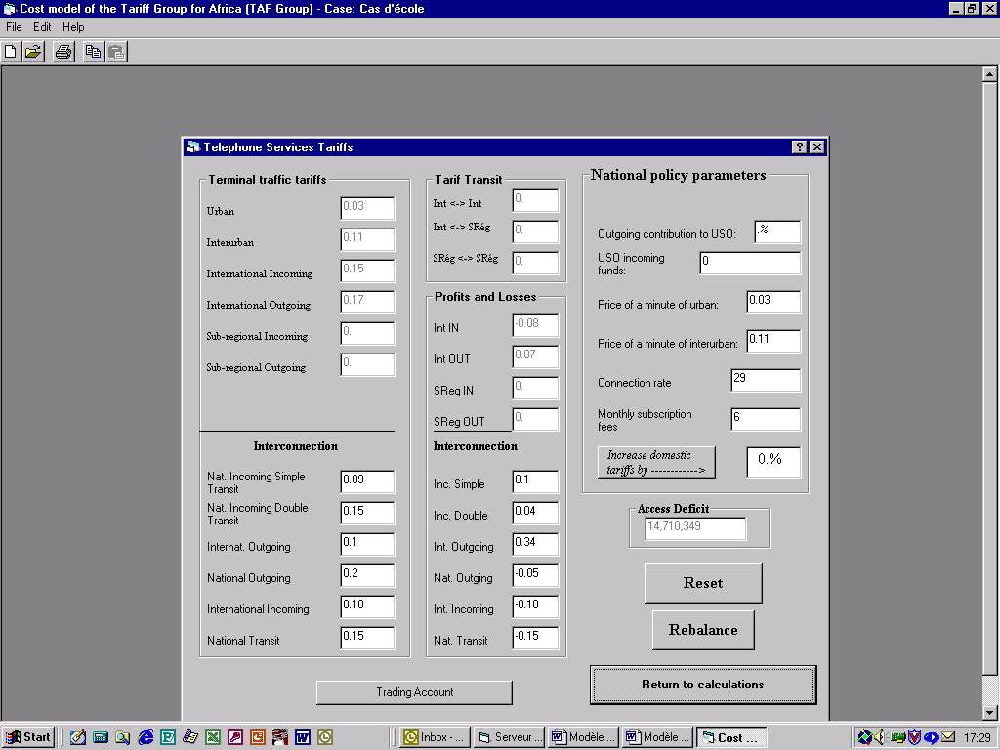 Cost model of the Tariff Group for Africa (TAF Group) - Case: Cas d'école
File Edit Help
Telephone Services Tariffs
Terminal traffic tariffs
Urban 0.03
Interurban 0.11
International Incoming 0.15
International Outgoing 0.17
Sub-regional Incoming 0.
Sub-regional Outgoing 0.
Interconnection
Nat. Incoming Simple
Transit 0.09
Nat. Incoming Double
Transit 0.15
Internat. Outgoing 0.1
National Outgoing 0.2
International Incoming 0.18
National Transit 0.15
Tarif Transit
Int <-> Int 0.
Int <-> SRég 0.
SRég <-> SRég 0.
Profits and Losses
Int IN -0.08
Int OUT 0.07
SReg IN 0.
SReg OUT 0.
Interconnection
Inc. Simple 0.1
Inc. Double 0.04
Int. Outgoing 0.34
Nat. Outging -0.05
Int. Incoming -0.18
Nat. Transit -0.15
National policy parameters
Outgoing contribution to USO: .%
USO incoming
funds: 0
Price of a minute of urban: 0.03
Price of a minute of interurban: 0.11
Connection rate 29
Monthly subscription
fees 6
Increase domestic
tariffs by ------------> 0.%
Access Deficit
14,710,349
Reset
Rebalance
Return to calculations
Trading Account
Start Inbox - ... Serveur ... Modèle ... Modèle ... Cost ... 17:29